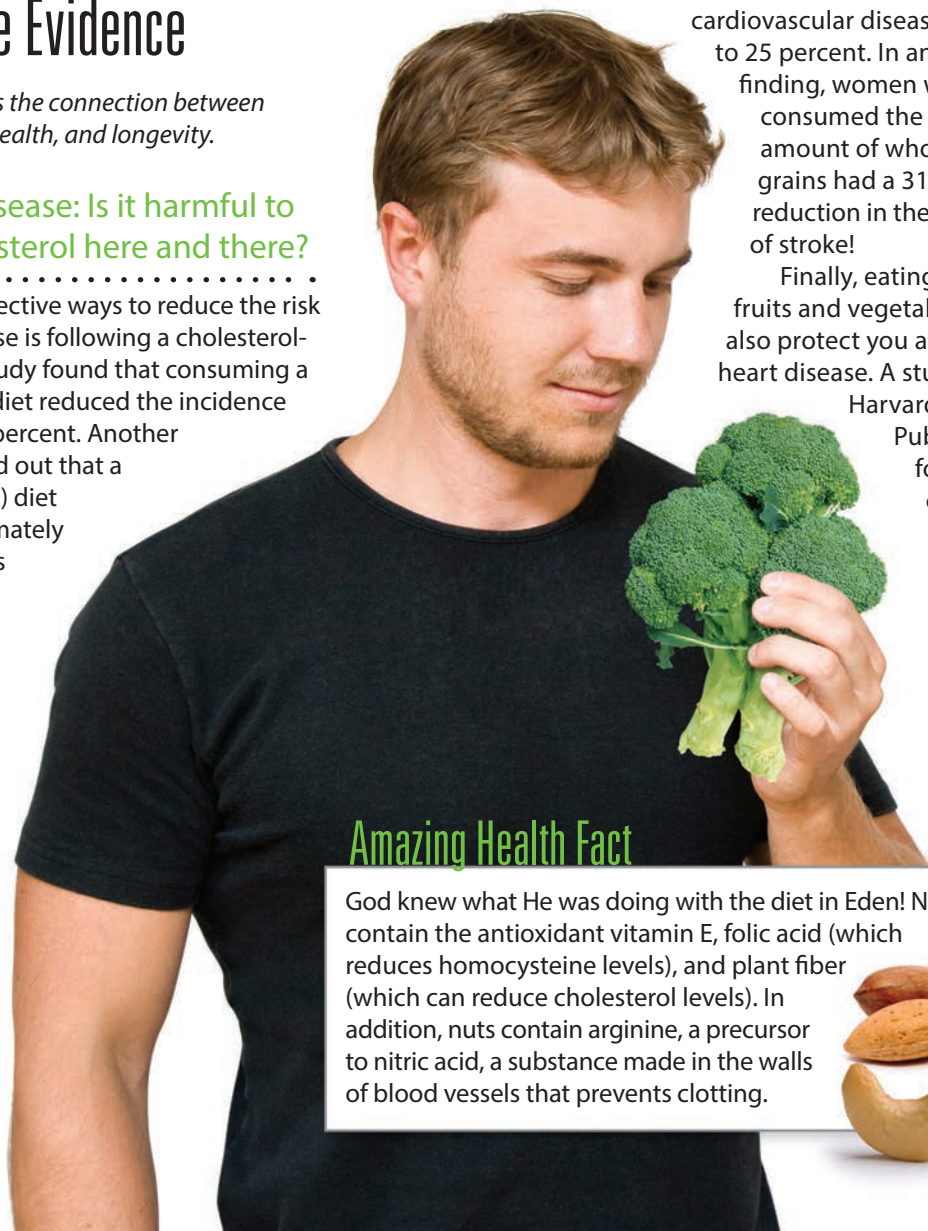 e Evidence
s the connection between
ealth, and longevity.
sease: Is it harmful to
sterol here and there?
ective ways to reduce the risk
se is following a cholesterol-
udy found that consuming a
diet reduced the incidence
percent. Another
d out that a
) diet
mately
s
cardiovascular diseas
to 25 percent. In an
finding, women w
consumed the
amount of who
grains had a 31
reduction in the
of stroke!
Finally, eating
fruits and vegetab
also protect you a
heart disease. A stu
Harvard
Pub
fo
Amazing Health Fact
God knew what He was doing with the diet in Eden! N
contain the antioxidant vitamin E, folic acid (which
reduces homocysteine levels), and plant fiber
(which can reduce cholesterol levels). In
addition, nuts contain arginine, a precursor
to nitric acid, a substance made in the walls
of blood vessels that prevents clotting.